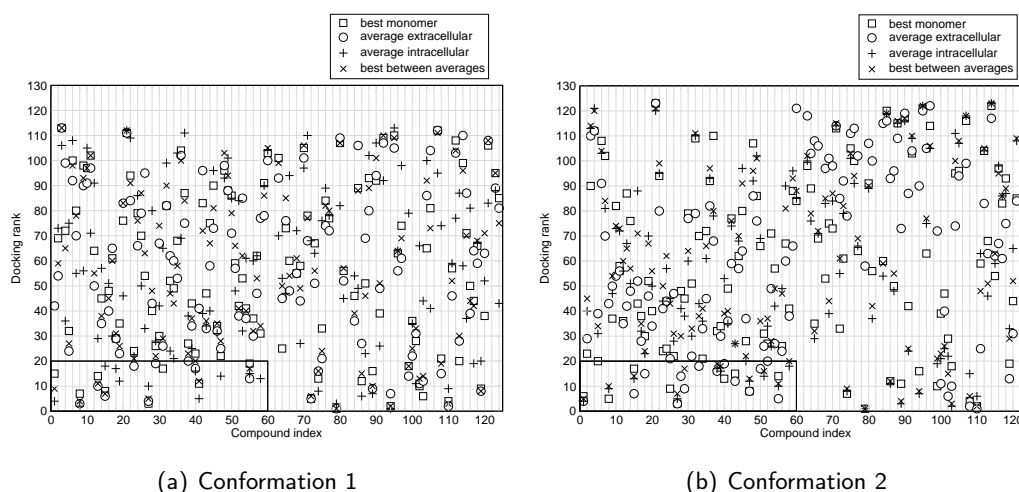 best monomer
average extracellular
average intracellular
best between averages
130
120
110
100
90
80
70
60
50
40
30
20
10
0
Docking rank
0 10 20 30 40 50 60 70 80 90 100 110 120
Compound index
(a) Conformation 1
best monomer
average extracellular
average intracellular
best between averages
130
120
110
100
90
80
70
60
50
40
30
20
10
0
Docking rank
0 10 20 30 40 50 60 70 80 90 100 110 120
Compound index
(b) Conformation 2